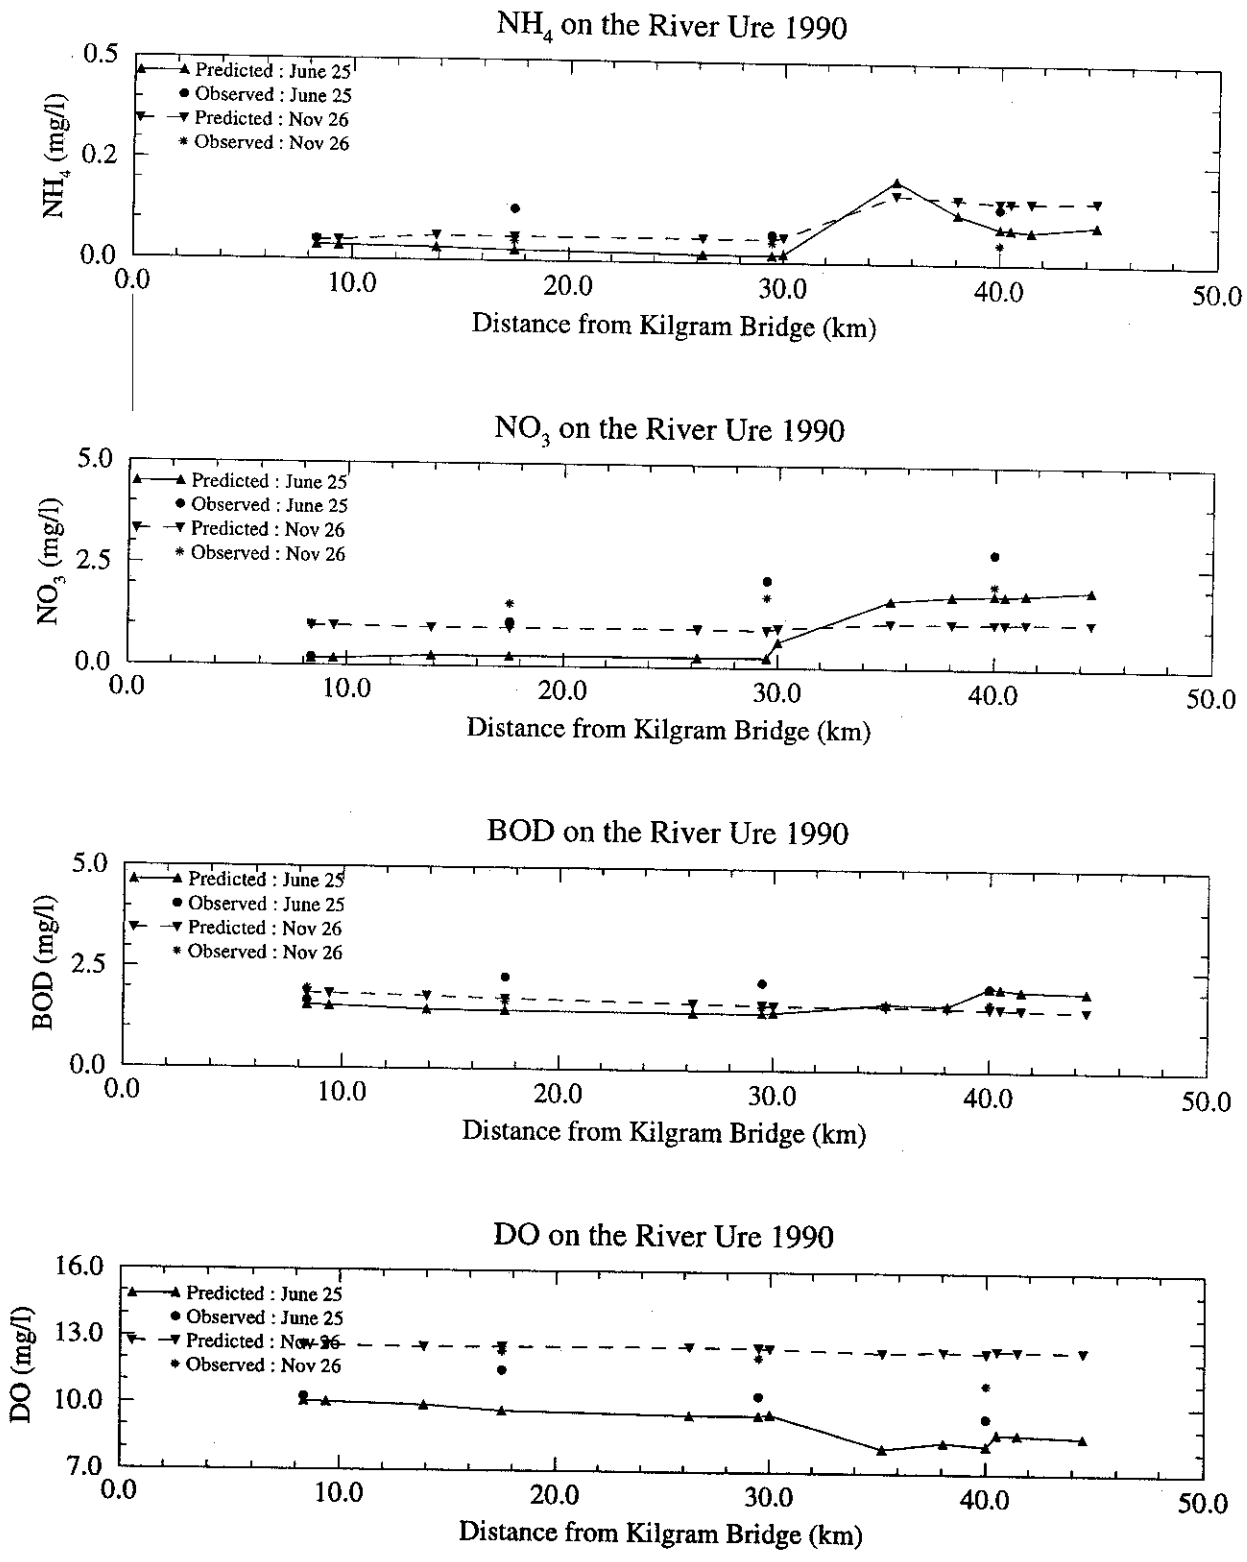 NH4 on the River Ure 1990
0.5
Predicted : June 25
Observed : June 25
Predicted : Nov 26
Observed : Nov 26
NH4 (mg/l)
0.2
0.0
0.0 10.0 20.0 30.0 40.0 50.0
Distance from Kilgram Bridge (km)
NO3 on the River Ure 1990
5.0
Predicted : June 25
Observed : June 25
Predicted : Nov 26
Observed : Nov 26
NO3 (mg/l)
2.5
0.0
0.0 10.0 20.0 30.0 40.0 50.0
Distance from Kilgram Bridge (km)
BOD on the River Ure 1990
5.0
Predicted : June 25
Observed : June 25
Predicted : Nov 26
Observed : Nov 26
BOD (mg/l)
2.5
0.0
0.0 10.0 20.0 30.0 40.0 50.0
Distance from Kilgram Bridge (km)
DO on the River Ure 1990
16.0
Predicted : June 25
Observed : June 25
Predicted : Nov 26
Observed : Nov 26
DO (mg/l)
13.0
10.0
7.0
0.0 10.0 20.0 30.0 40.0 50.0
Distance from Kilgram Bridge (km)